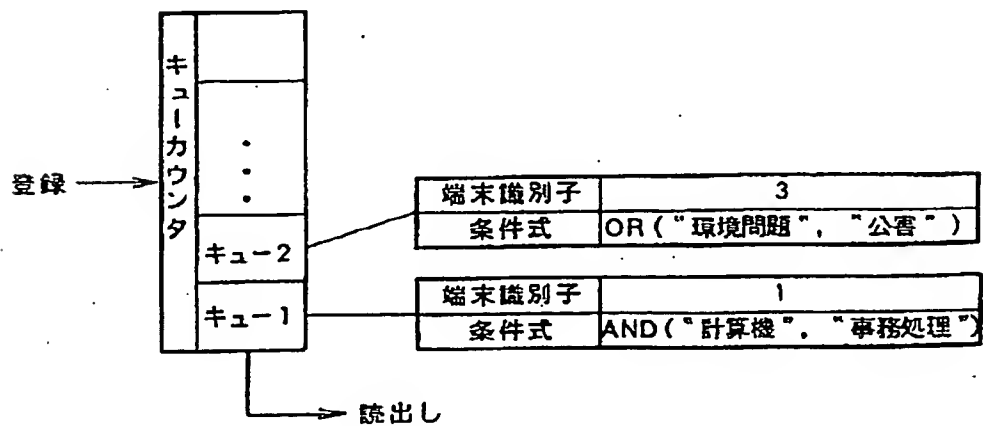 キューカウンタ
・
・
・
登録
キュー2
キュー1
端末識別子 3
条件式 OR("環境問題", "公害")
端末識別子 1
条件式 AND("計算機", "事務処理")
読出し